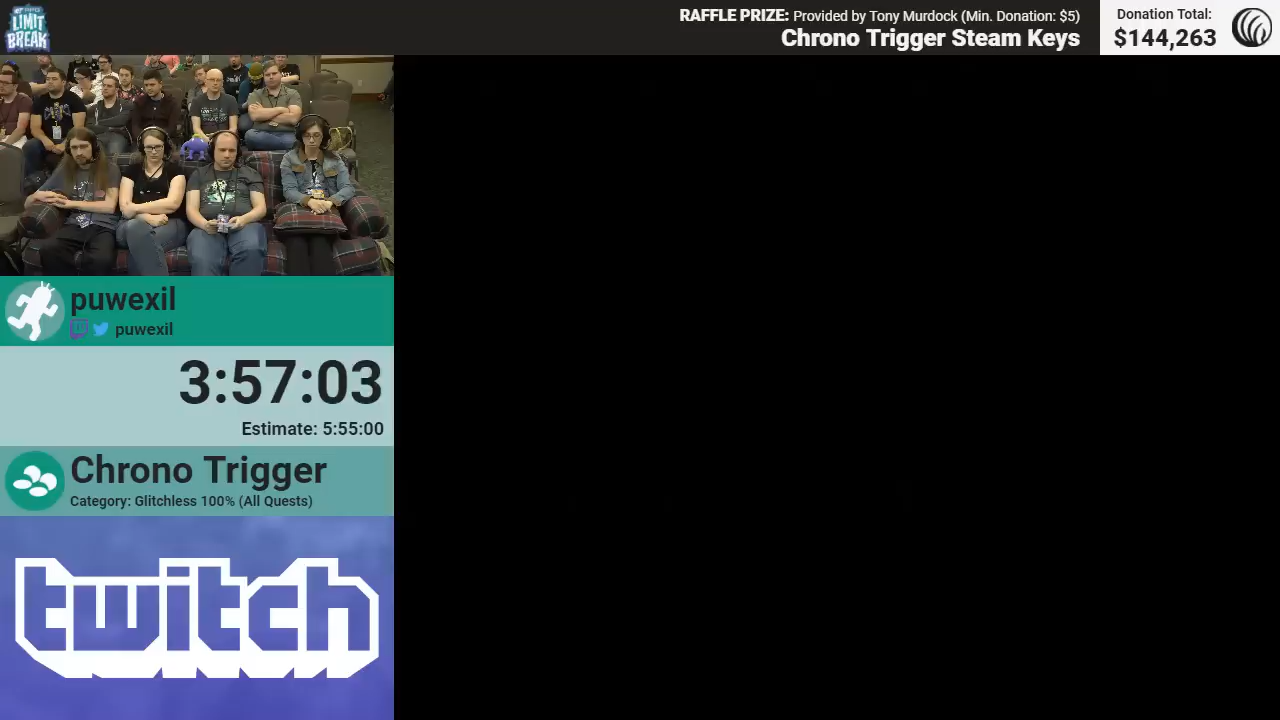 LIMIT
BREAK
RAFFLE PRIZE: Provided by Tony Murdock (Min. Donation: $5)
Chrono Trigger Steam Keys
Donation Total:
$144,263
puwexil
puwexil
3:57:03
Estimate: 5:55:00
Chrono Trigger
Category: Glitchless 100% (All Quests)
twitch